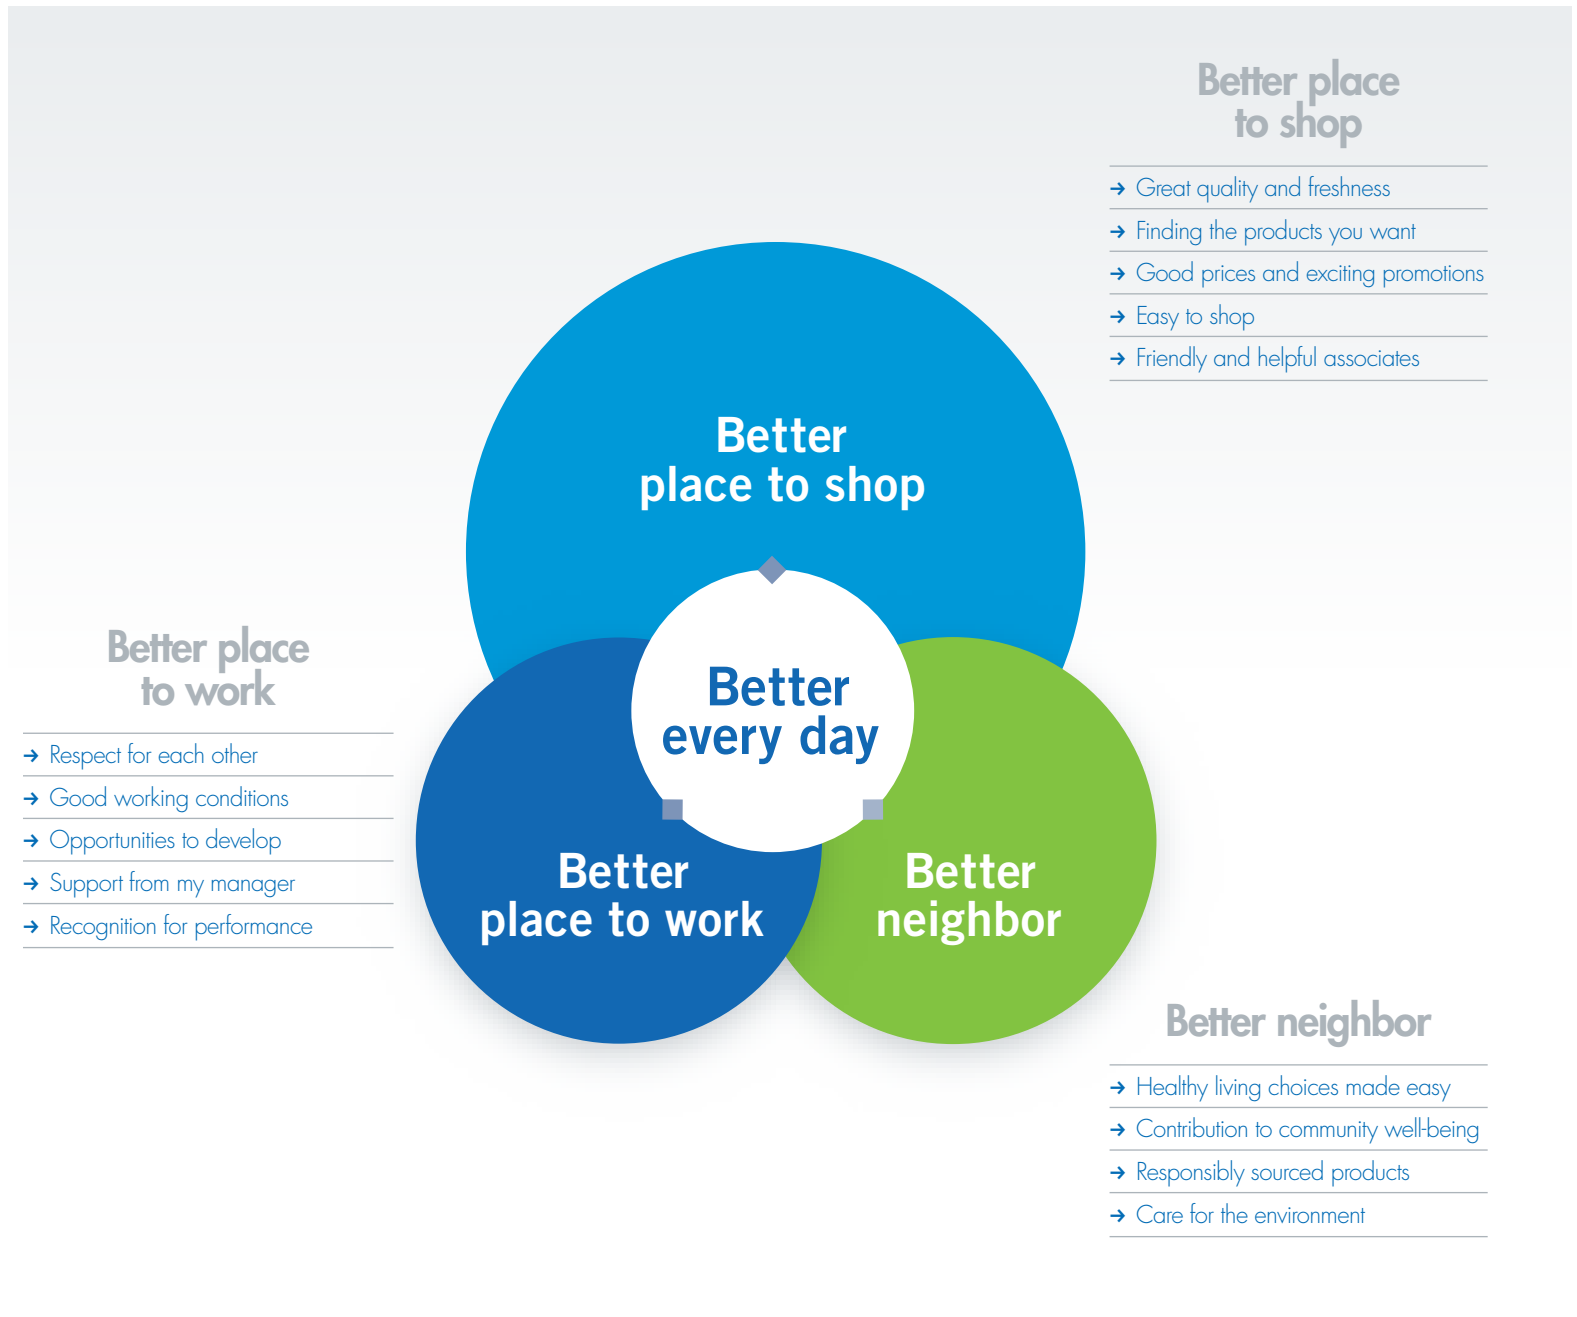 Better place
to shop
→ Great quality and freshness
→ Finding the products you want
→ Good prices and exciting promotions
→ Easy to shop
→ Friendly and helpful associates
Better
place to shop
Better
every day
Better place
to work
→ Respect for each other
→ Good working conditions
→ Opportunities to develop
→ Support from my manager
→ Recognition for performance
Better
place to work
Better
neighbor
Better neighbor
→ Healthy living choices made easy
→ Contribution to community well-being
→ Responsibly sourced products
→ Care for the environment